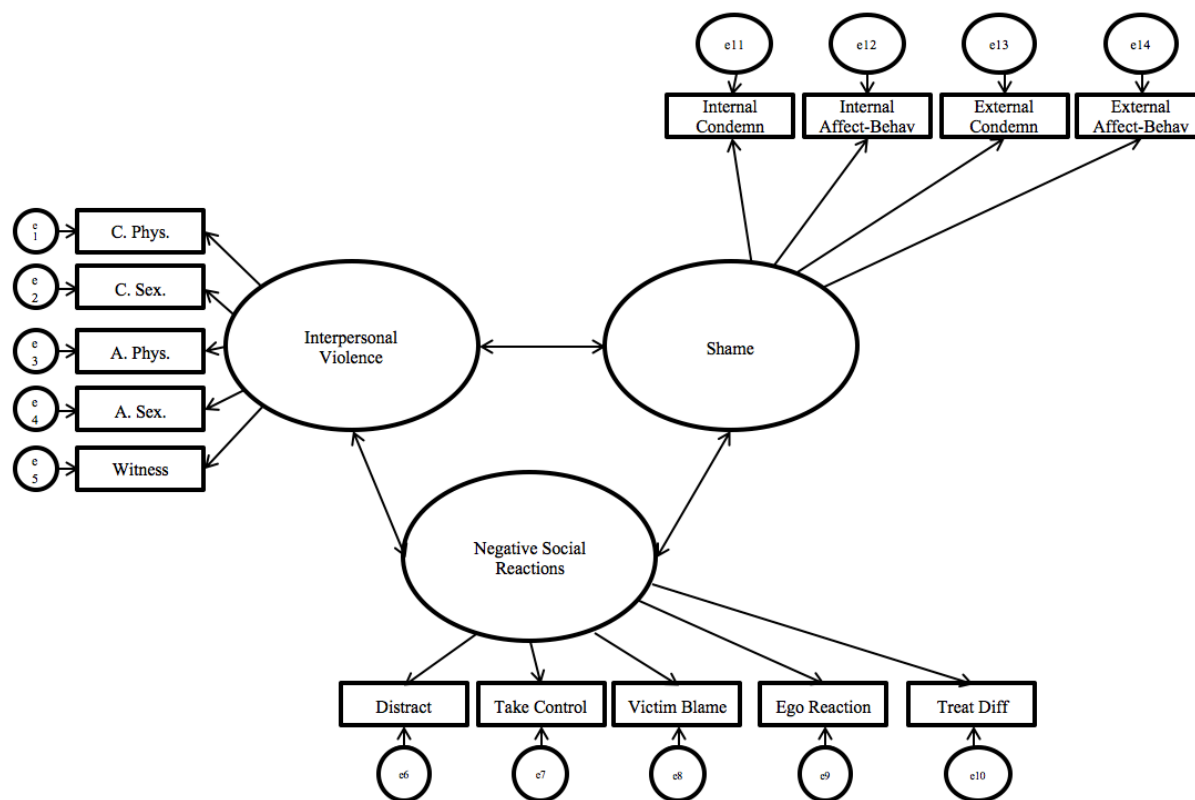 e11
e12
e13
e14
Internal
Condemn
Internal
Affect-Behav
External
Condemn
External
Affect-Behav
e
1
C. Phys.
e
2
C. Sex.
e
3
A. Phys.
e
4
A. Sex.
e
5
Witness
Interpersonal
Violence
Shame
Negative Social
Reactions
Distract
Take Control
Victim Blame
Ego Reaction
Treat Diff
e6
e7
e8
e9
e10